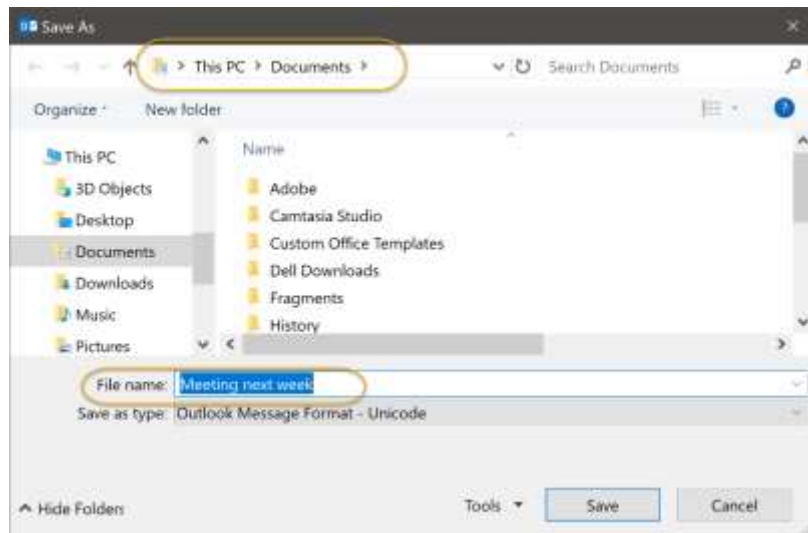 Save As
This PC > Documents >
Search Documents
Organize
New folder
Name
This PC
3D Objects
Desktop
Documents
Downloads
Music
Pictures
Adobe
Camtasia Studio
Custom Office Templates
Dell Downloads
Fragments
History
File name: Meeting next week
Save as type: Outlook Message Format - Unicode
Hide Folders
Tools
Save
Cancel